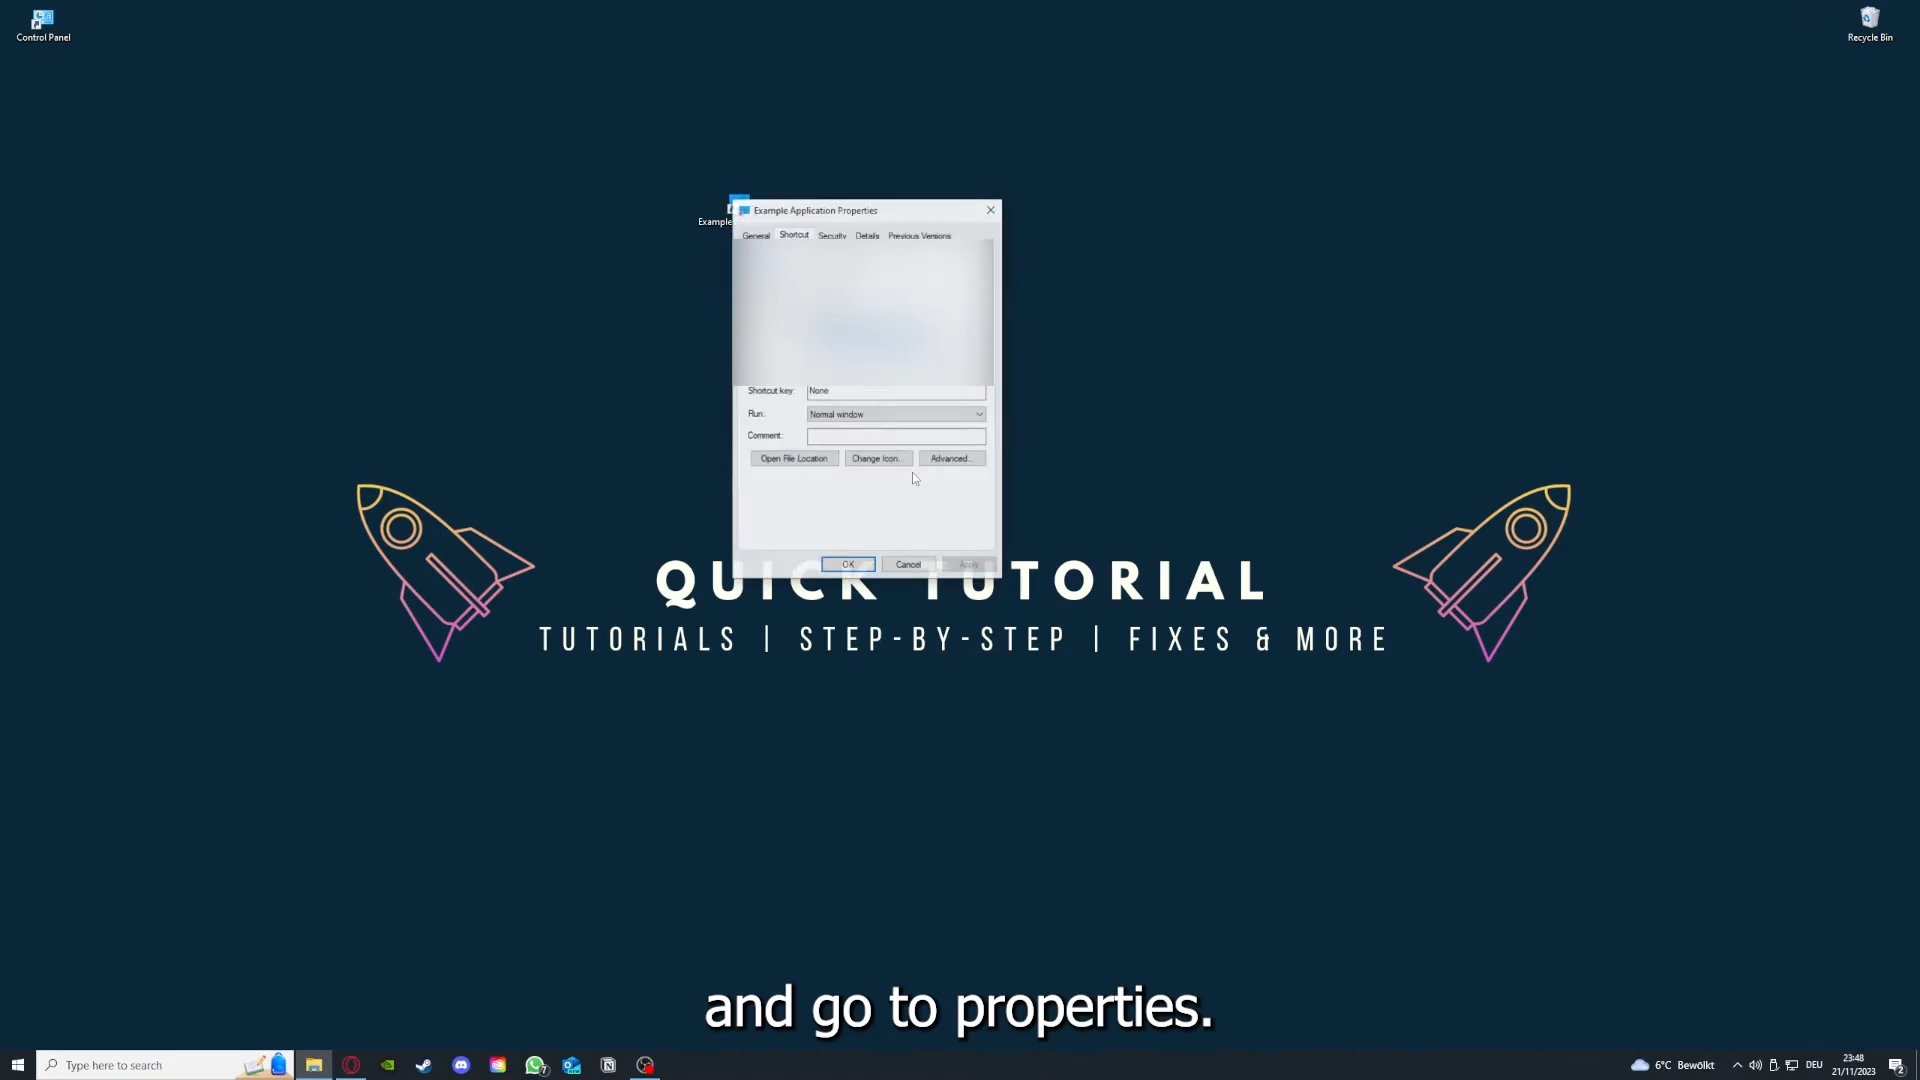 Control Panel
Recycle Bin
Example
Example Application Properties
General Shortcut Security Details Previous Versions
Shortcut key: None
Run: Normal window
Comment:
Open File Location Change Icon... Advanced...
OK Cancel Apply
QUICK TUTORIAL
TUTORIALS | STEP-BY-STEP | FIXES & MORE
and go to properties.
Type here to search
7
6°C Bewölkt
DEU
23:48
21/11/2023
2